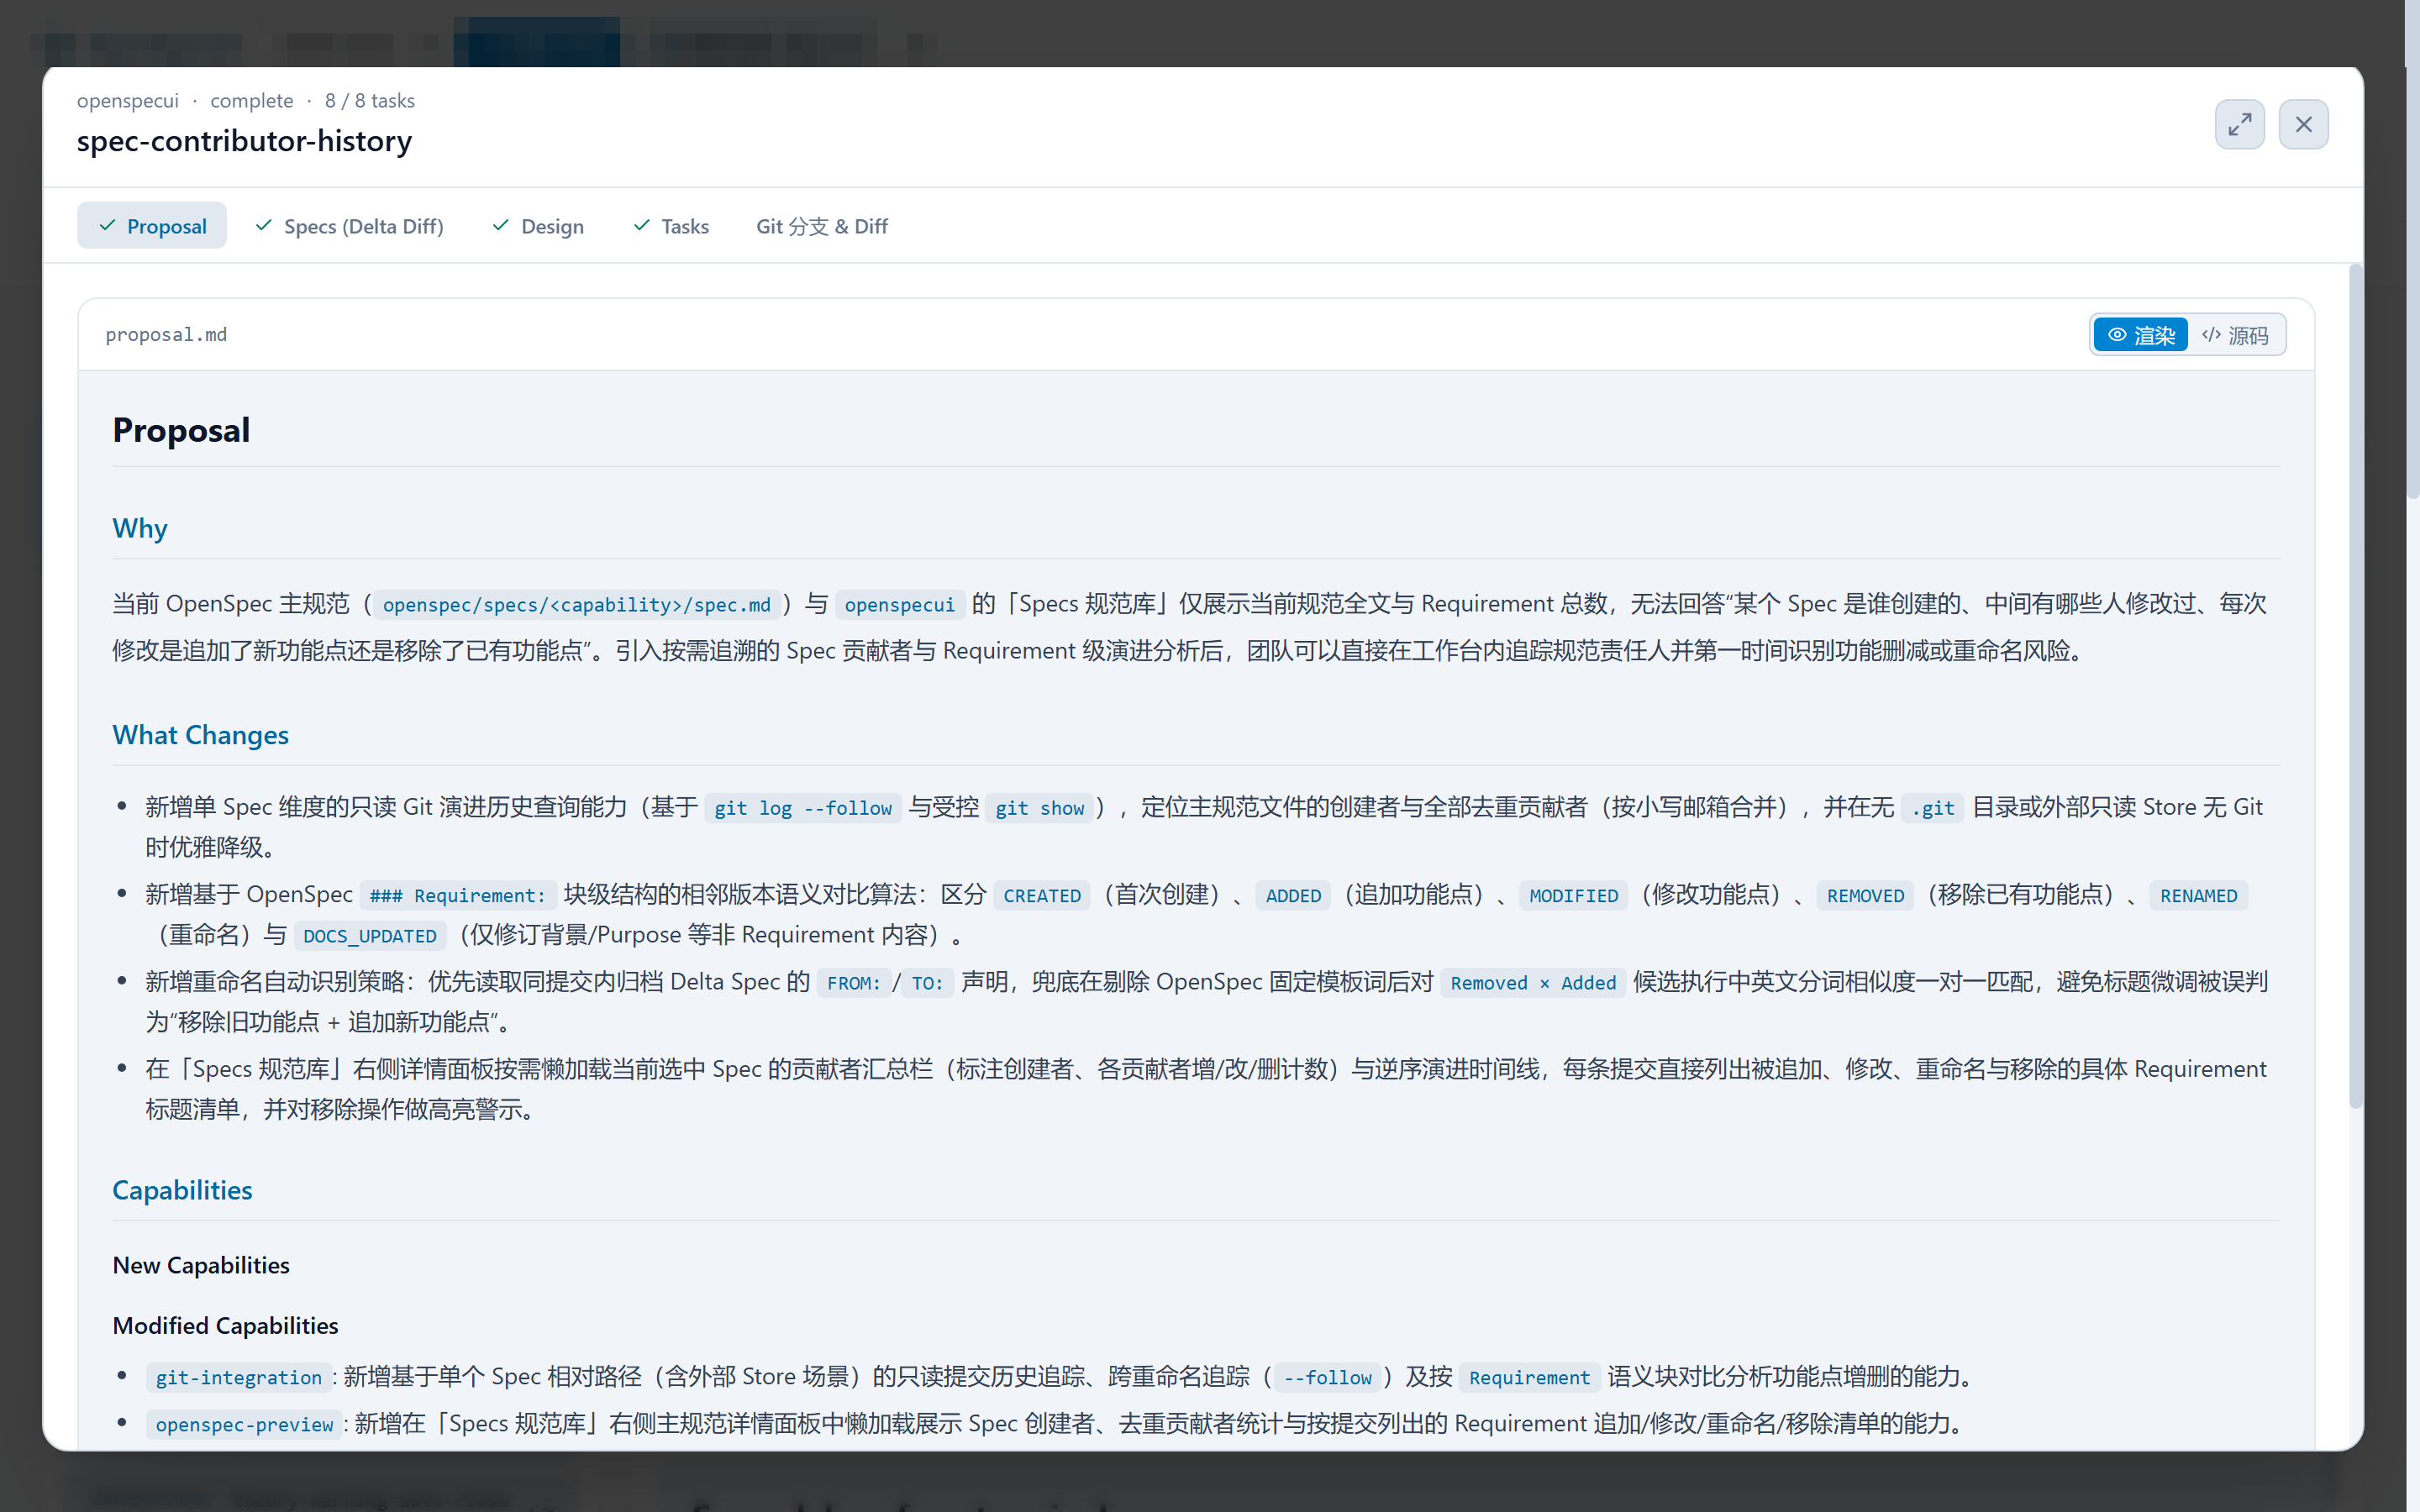 openspecui · complete · 8 / 8 tasks
spec-contributor-history
Proposal
Specs (Delta Diff)
Design
Tasks
Git 分支 & Diff
proposal.md
渲染
源码
Proposal
Why
当前 OpenSpec 主规范（openspec/specs/<capability>/spec.md）与 openspecui 的「Specs 规范库」仅展示当前规范全文与 Requirement 总数，无法回答“某个 Spec 是谁创建的、中间有哪些人修改过、每次
修改是追加了新功能点还是移除了已有功能点”。引入按需追溯的 Spec 贡献者与 Requirement 级演进分析后，团队可以直接在工作台内追踪规范责任人并第一时间识别功能删减或重命名风险。
What Changes
• 新增单 Spec 维度的只读 Git 演进历史查询能力（基于 git log --follow 与受控 git show），定位主规范文件的创建者与全部去重贡献者（按小写邮箱合并），并在无 .git 目录或外部只读 Store 无 Git
时优雅降级。
• 新增基于 OpenSpec ### Requirement: 块级结构的相邻版本语义对比算法：区分 CREATED（首次创建）、ADDED（追加功能点）、MODIFIED（修改功能点）、REMOVED（移除已有功能点）、RENAMED
（重命名）与 DOCS_UPDATED（仅修订背景/Purpose 等非 Requirement 内容）。
• 新增重命名自动识别策略：优先读取同提交内归档 Delta Spec 的 FROM: / TO: 声明，兜底在剔除 OpenSpec 固定模板词后对 Removed × Added 候选执行中英文分词相似度一对一匹配，避免标题微调被误判
为“移除旧功能点 + 追加新功能点”。
• 在「Specs 规范库」右侧详情面板按需懒加载当前选中 Spec 的贡献者汇总栏（标注创建者、各贡献者增/改/删计数）与逆序演进时间线，每条提交直接列出被追加、修改、重命名与移除的具体 Requirement
标题清单，并对移除操作做高亮警示。
Capabilities
New Capabilities
Modified Capabilities
• git-integration: 新增基于单个 Spec 相对路径（含外部 Store 场景）的只读提交历史追踪、跨重命名追踪（--follow）及按 Requirement 语义块对比分析功能点增删的能力。
• openspec-preview: 新增在「Specs 规范库」右侧主规范详情面板中懒加载展示 Spec 创建者、去重贡献者统计与按提交列出的 Requirement 追加/修改/重命名/移除清单的能力。